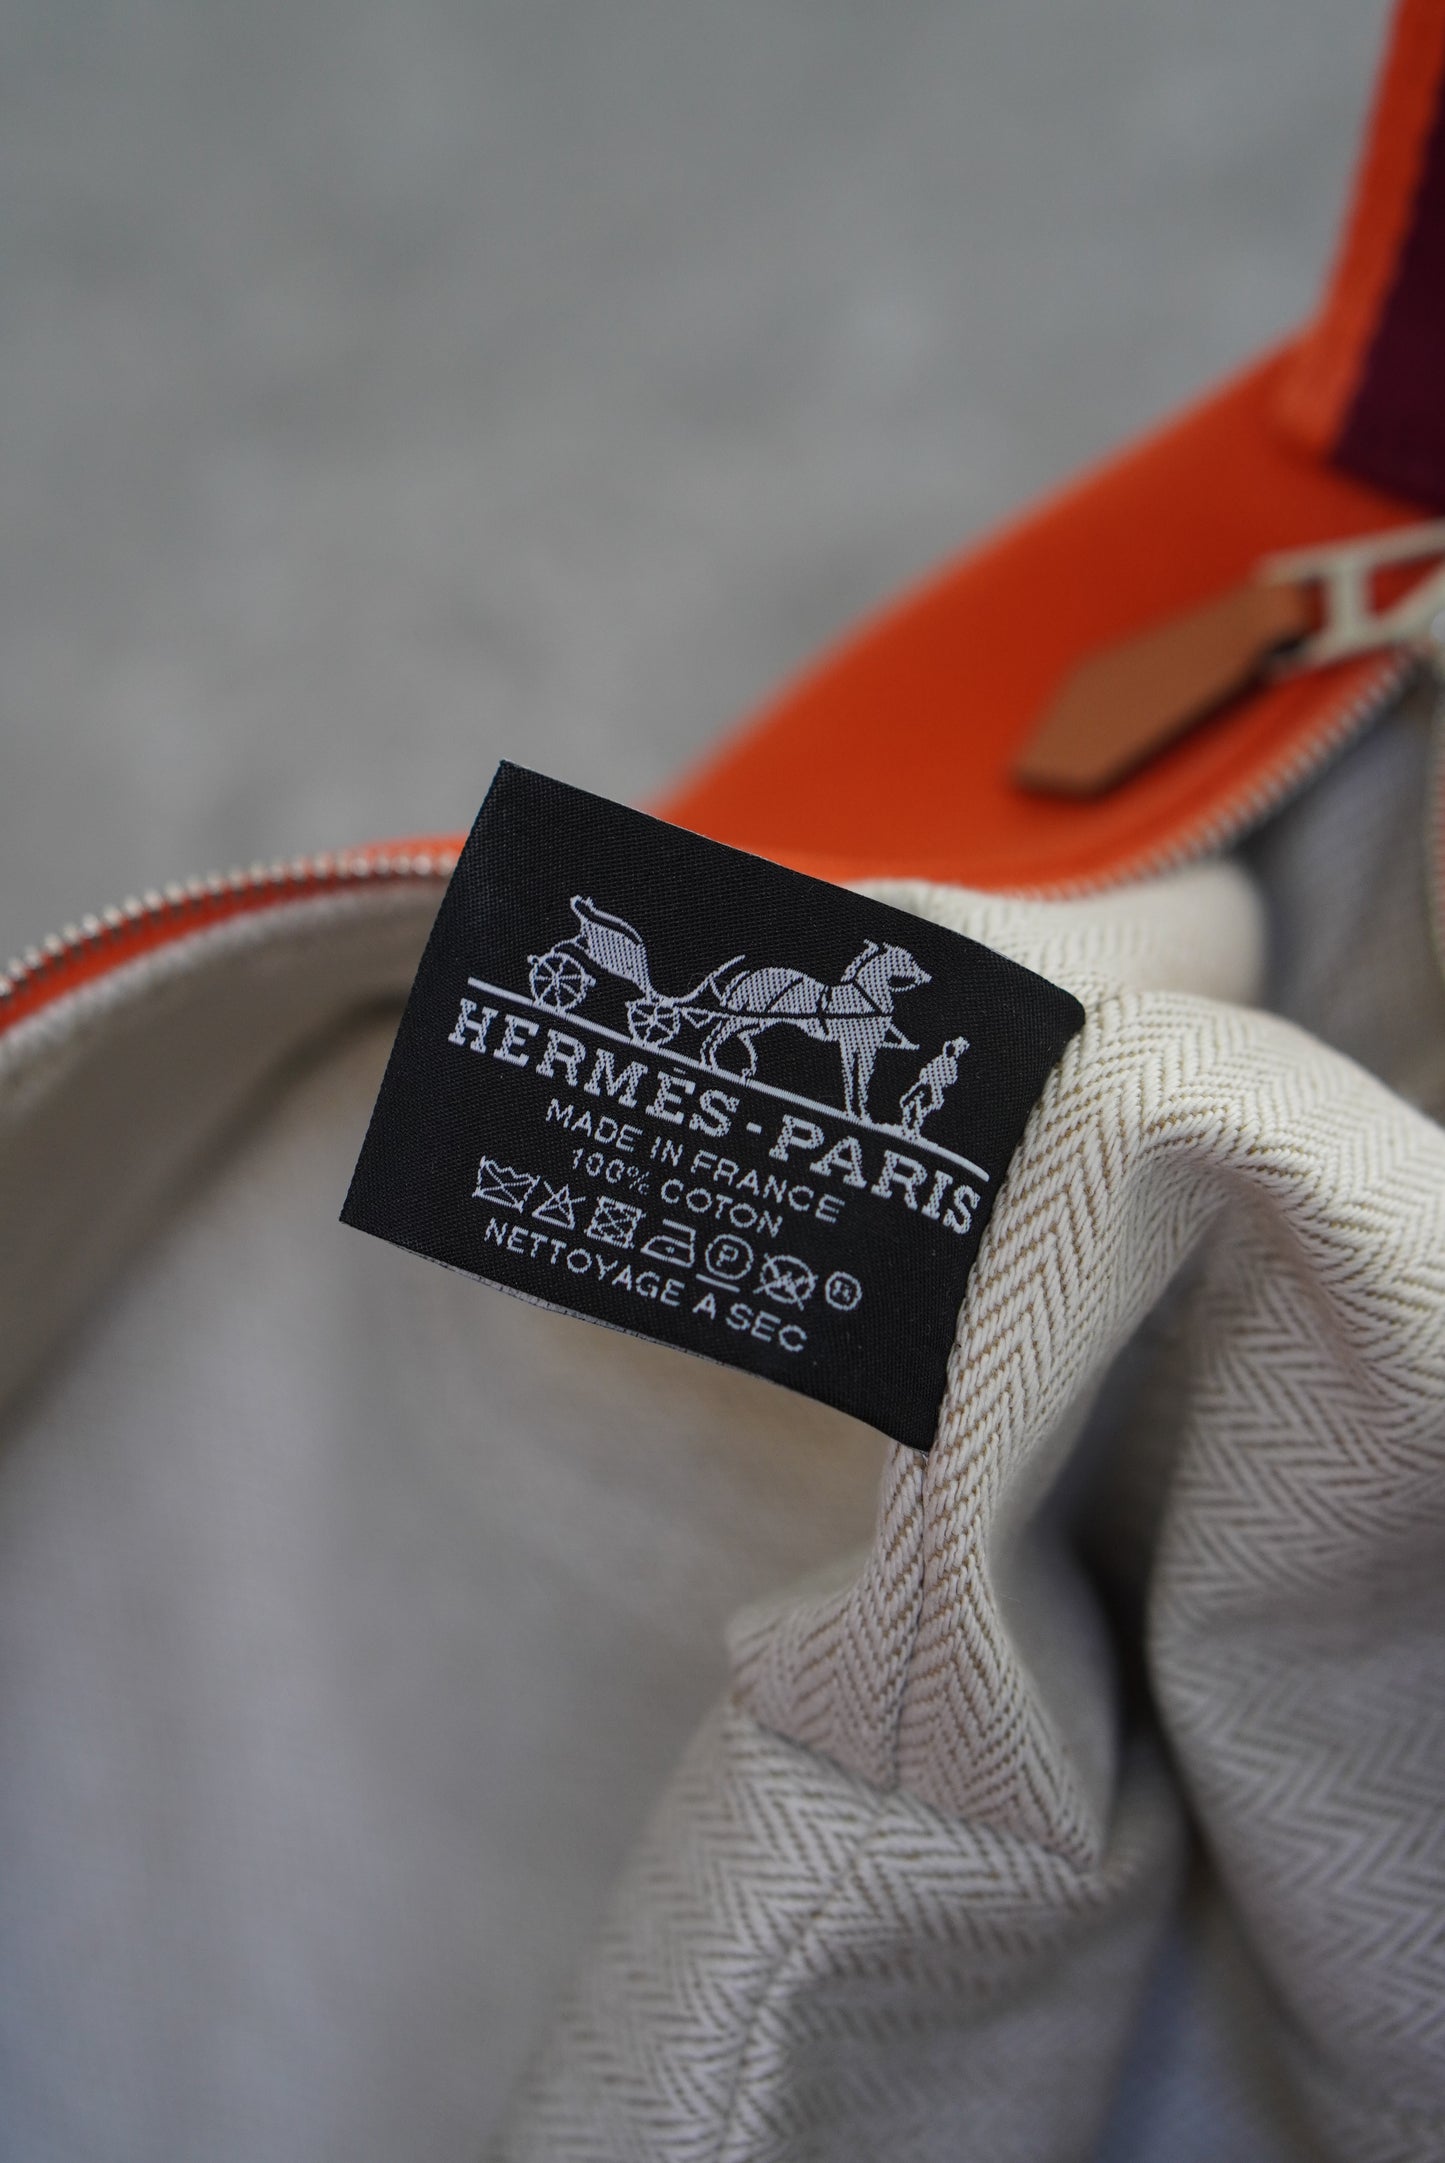 HERMÈS-PARIS
MADE IN FRANCE
100% COTON
P
NETTOYAGE A SEC